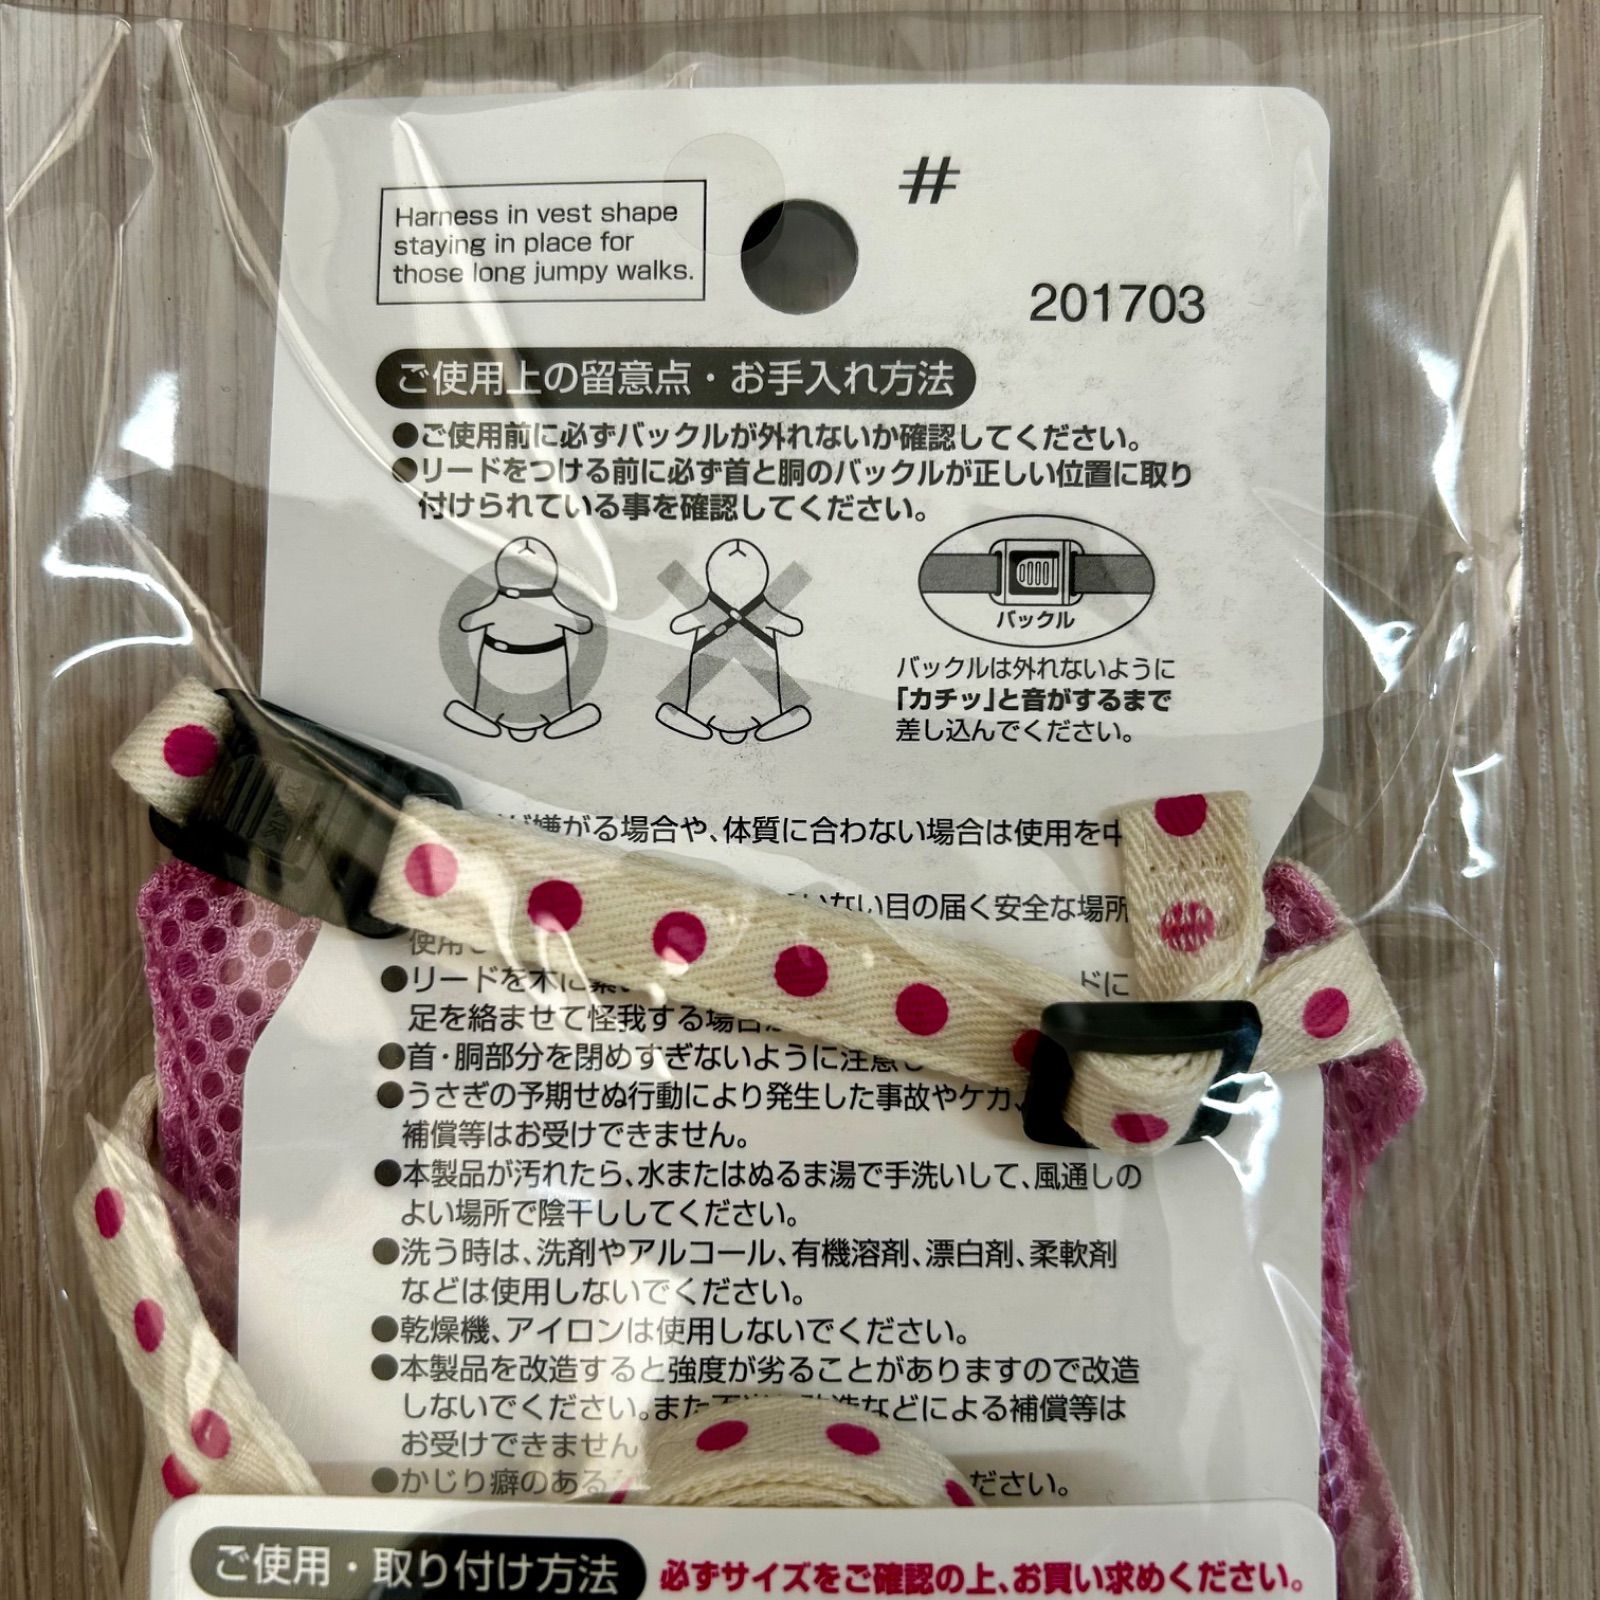 #
Harness in vest shape
staying in place for
those long jumpy walks.
201703
ご使用上の留意点・お手入れ方法
●ご使用前に必ずバックルが外れないか確認してください。
●リードをつける前に必ず首と胴のバックルが正しい位置に取り
付けられている事を確認してください。
バックル
バックルは外れないように
「カチッ」と音がするまで
差し込んでください。
が嫌がる場合や、体質に合わない場合は使用を中
いない目の届く安全な場所
使用
●リードを木に ドに
足を絡ませて怪我する場合
●首・胴部分を閉めすぎないように注意
●うさぎの予期せぬ行動により発生した事故やケガ、
補償等はお受けできません。
●本製品が汚れたら、水またはぬるま湯で手洗いして、風通しの
よい場所で陰干ししてください。
●洗う時は、洗剤やアルコール、有機溶剤、漂白剤、柔軟剤
などは使用しないでください。
●乾燥機、アイロンは使用しないでください。
●本製品を改造すると強度が劣ることがありますので改造
しないでください。また などによる補償等は
お受けできません
●かじり癖のある ださい。
ご使用・取り付け方法
必ずサイズをご確認の上、お買い求めください。